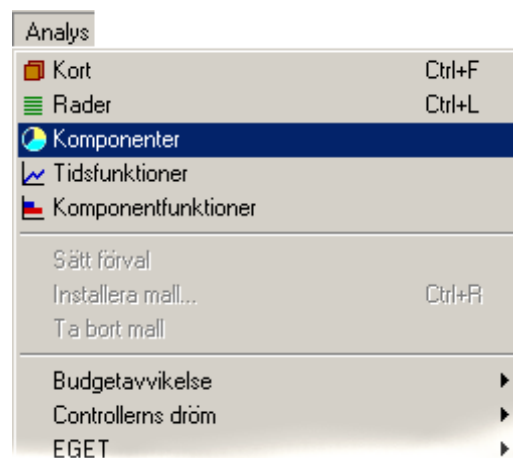 Analys
Kort Ctrl+F
Rader Ctrl+L
Komponenter
Tidsfunktioner
Komponentfunktioner
Sätt förval
Installera mall... Ctrl+R
Ta bort mall
Budgetavvikelse
Controllerns dröm
EGET